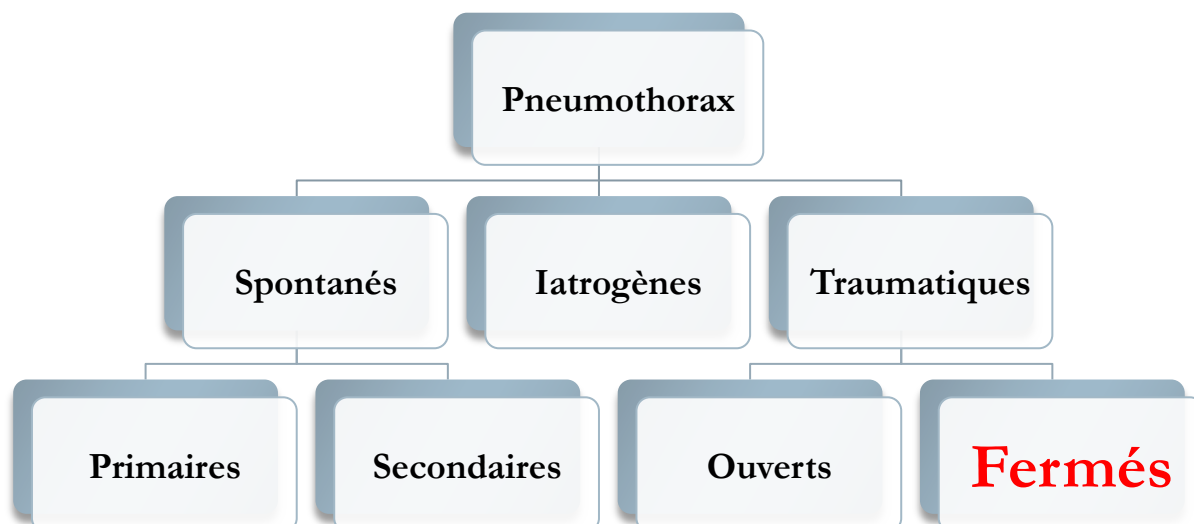 Pneumothorax
Spontanés
Iatrogènes
Traumatiques
Primaires
Secondaires
Ouverts
Fermés